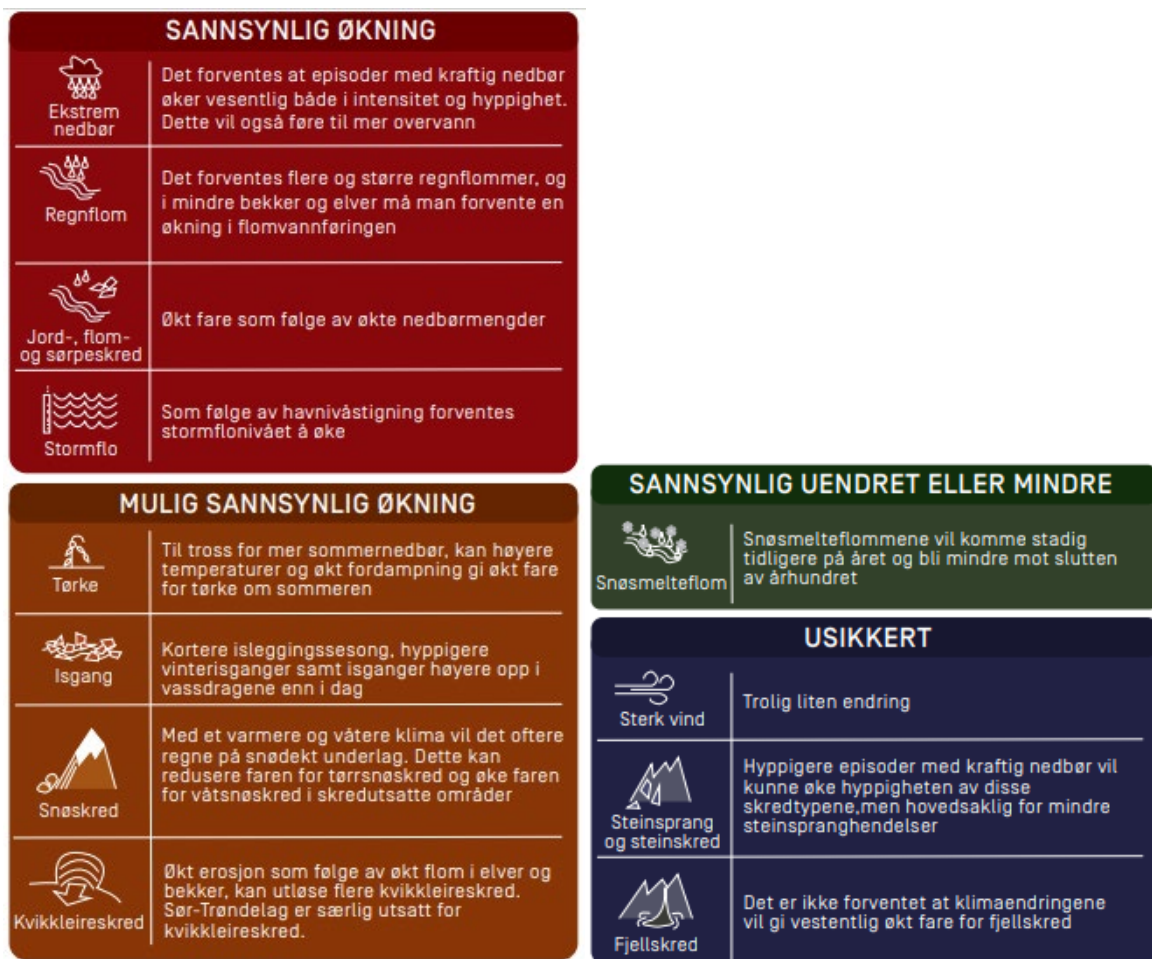 SANNSYNLIG ØKNING
Ekstrem
nedbør
Det forventes at episoder med kraftig nedbør
øker vesentlig både i intensitet og hyppighet.
Dette vil også føre til mer overvann
Regnflom
Det forventes flere og større regnflommer, og
i mindre bekker og elver må man forvente en
økning i flomvannføringen
Jord-, flom-
og sørpeskred
Økt fare som følge av økte nedbørmengder
Stormflo
Som følge av havnivåstigning forventes
stormflonivået å øke
MULIG SANNSYNLIG ØKNING
Tørke
Til tross for mer sommernedbør, kan høyere
temperaturer og økt fordampning gi økt fare
for tørke om sommeren
Isgang
Kortere isleggingssesong, hyppigere
vinterisganger samt isganger høyere opp i
vassdragene enn i dag
Snøskred
Med et varmere og våtere klima vil det oftere
regne på snødekt underlag. Dette kan
redusere faren for tørrsnøskred og øke faren
for våtsnøskred i skredutsatte områder
Kvikkleireskred
Økt erosjon som følge av økt flom i elver og
bekker, kan utløse flere kvikkleireskred.
Sør-Trøndelag er særlig utsatt for
kvikkleireskred.
SANNSYNLIG UENDRET ELLER MINDRE
Snøsmelteflom
Snøsmelteflommene vil komme stadig
tidligere på året og bli mindre mot slutten
av århundret
USIKKERT
Sterk vind
Trolig liten endring
Steinsprang
og steinskred
Hyppigere episoder med kraftig nedbør vil
kunne øke hyppigheten av disse
skredtypene,men hovedsaklig for mindre
steinspranghendelser
Fjellskred
Det er ikke forventet at klimaendringene
vil gi vestentlig økt fare for fjellskred